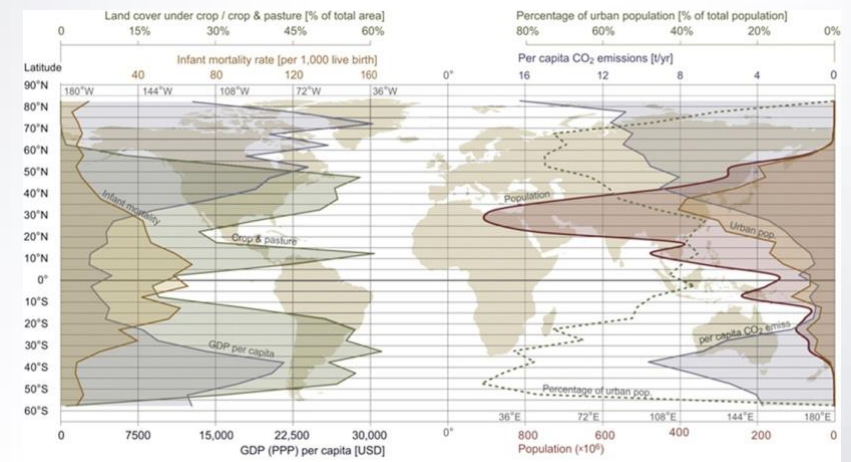 Land cover under crop / crop & pasture [% of total area]
Percentage of urban population [% of total population]
0 15% 30% 45% 60% 80% 60% 40% 20% 0%
Infant mortality rate [per 1,000 live birth]
Per capita CO₂ emissions [t/yr]
Latitude 40 80 120 160 0° 16 12 8 4 0
90°N 180°W 144°W 108°W 72°W 36°W
80°N
70°N
60°N
50°N
40°N
Infant mortality
Population
30°N
Urban pop.
20°N
Crop & pasture
10°N
0°
10°S
20°S
per capita CO₂ emiss
30°S
GDP per capita
40°S
50°S
Percentage of urban pop.
60°S 36°E 72°E 108°E 144°E 180°E
0 7500 15,000 22,500 30,000 0° 800 600 400 200 0
GDP (PPP) per capita [USD]
Population (×10⁶)